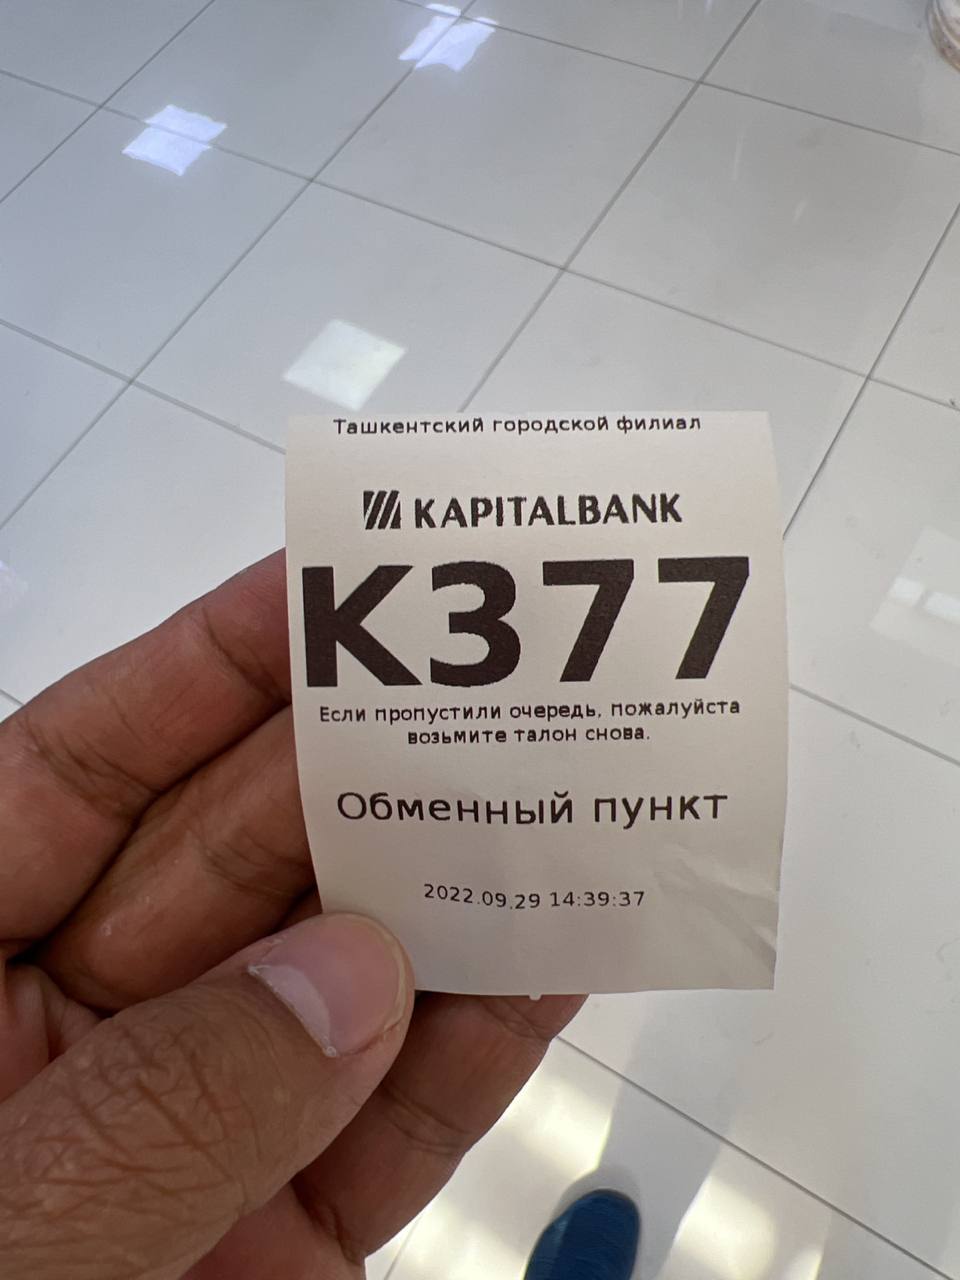 Ташкентский городской филиал
KAPITALBANK
K377
Если пропустили очередь, пожалуйста
возьмите талон снова.
Обменный пункт
2022.09.29 14:39:37